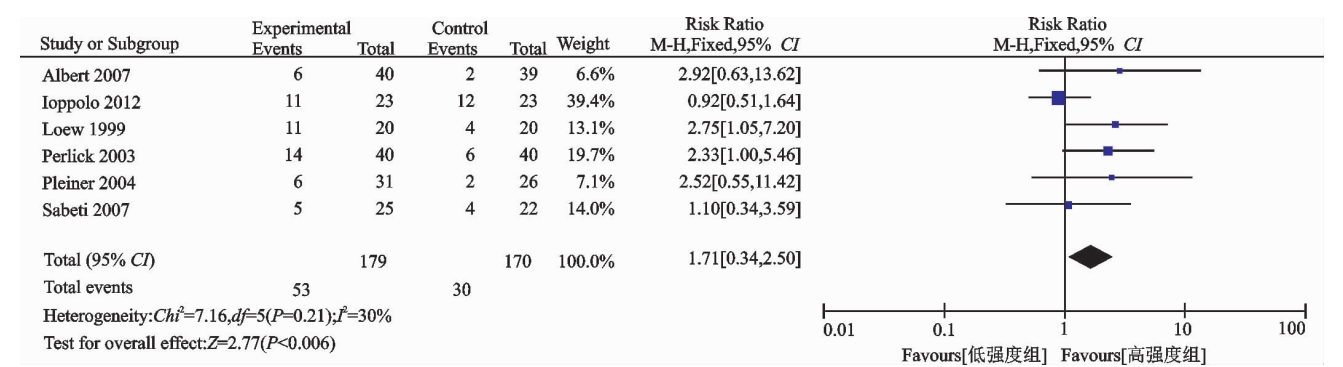 Experimental Control Risk Ratio Risk Ratio
Study or Subgroup Events Total Events Total Weight M-H,Fixed,95% CI M-H,Fixed,95% CI
Albert 2007 6 40 2 39 6.6% 2.92[0.63,13.62]
Ioppolo 2012 11 23 12 23 39.4% 0.92[0.51,1.64]
Loew 1999 11 20 4 20 13.1% 2.75[1.05,7.20]
Perlick 2003 14 40 6 40 19.7% 2.33[1.00,5.46]
Pleiner 2004 6 31 2 26 7.1% 2.52[0.55,11.42]
Sabeti 2007 5 25 4 22 14.0% 1.10[0.34,3.59]
Total (95% CI) 179 170 100.0% 1.71[0.34,2.50]
Total events 53 30
Heterogeneity:Chi²=7.16,df=5(P=0.21);I²=30%
Test for overall effect:Z=2.77(P<0.006)
0.01 0.1 1 10 100
Favours[低强度组] Favours[高强度组]